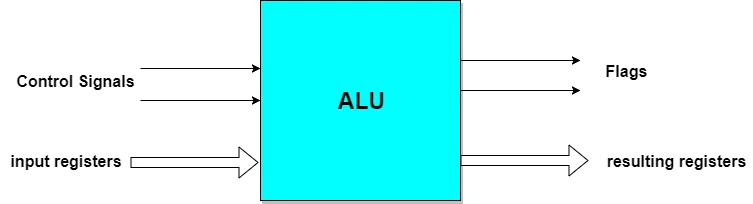 Control Signals
ALU
Flags
input registers
resulting registers